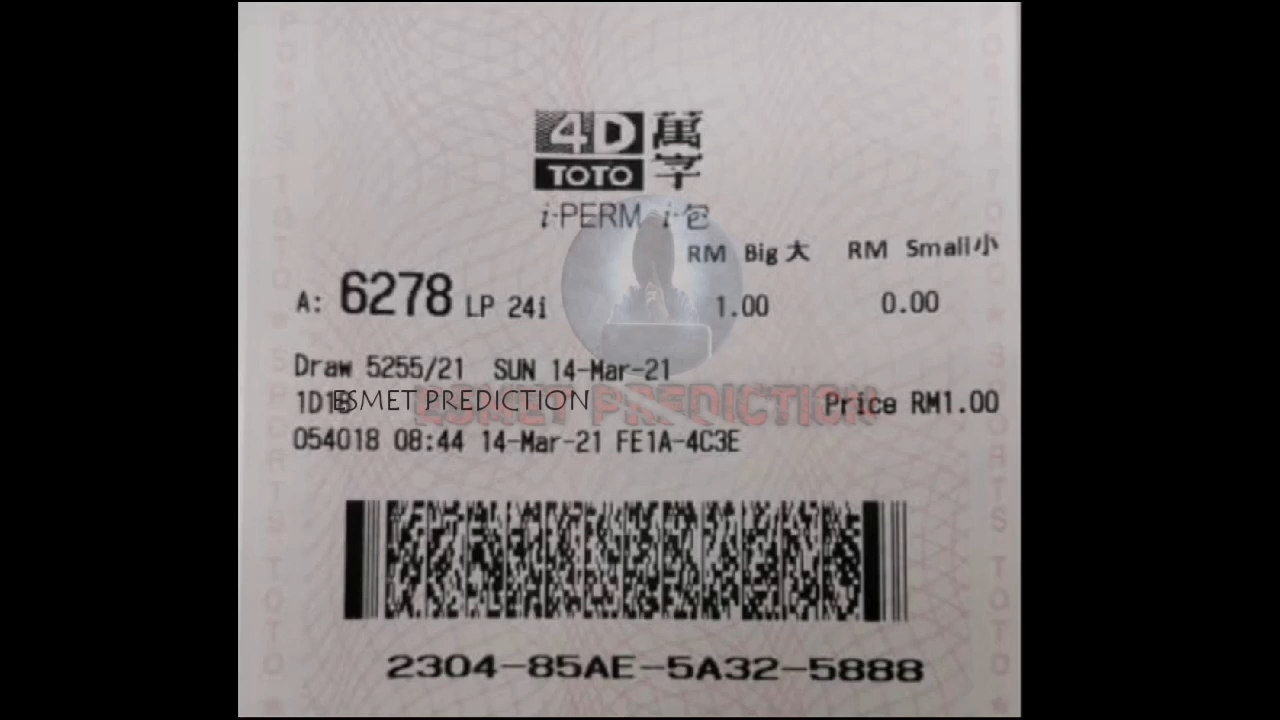 4D 萬字
TOTO
i-PERM i-包
RM Big 大 RM Small 小
A: 6278 LP 24i 1.00 0.00
Draw 5255/21 SUN 14-Mar-21
ESMET PREDICTION
ESMET PREDICTION
Price RM1.00
054018 08:44 14-Mar-21 FE1A-4C3E
2304-85AE-5A32-5888